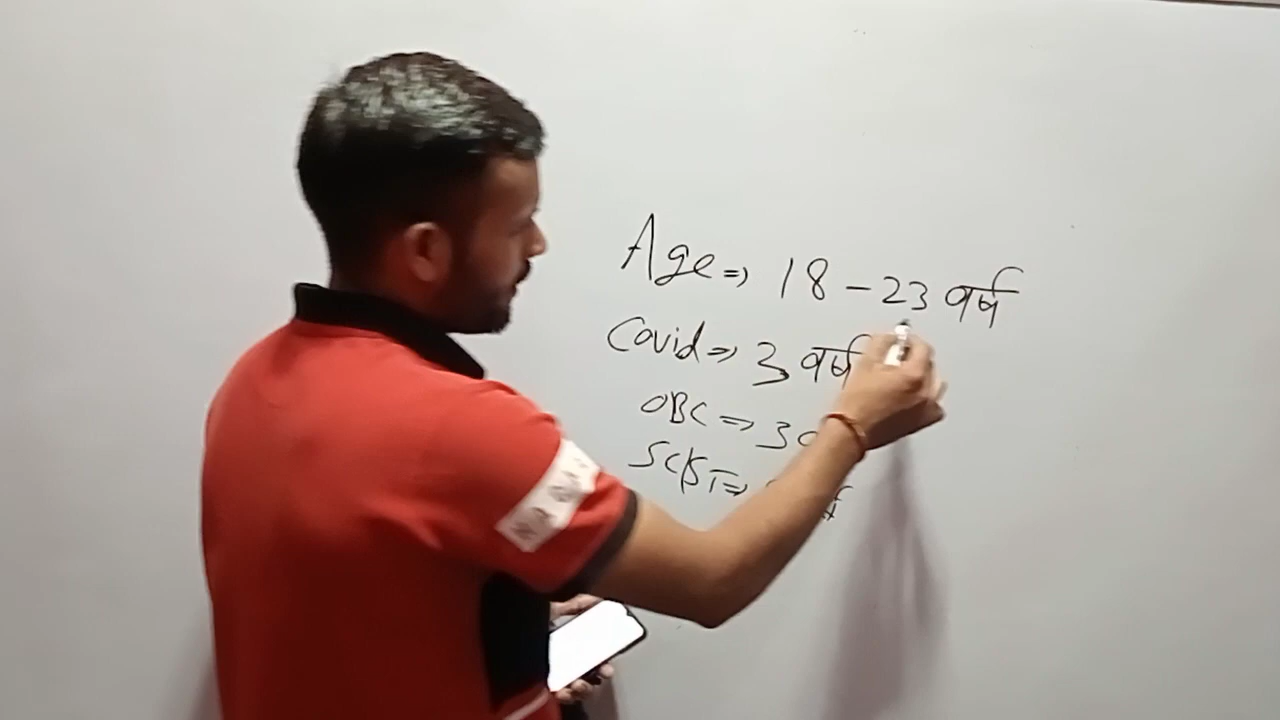 Age => 18 - 23 वर्ष
Covid => 3 वर्ष
OBC => 3
SC/ST =>